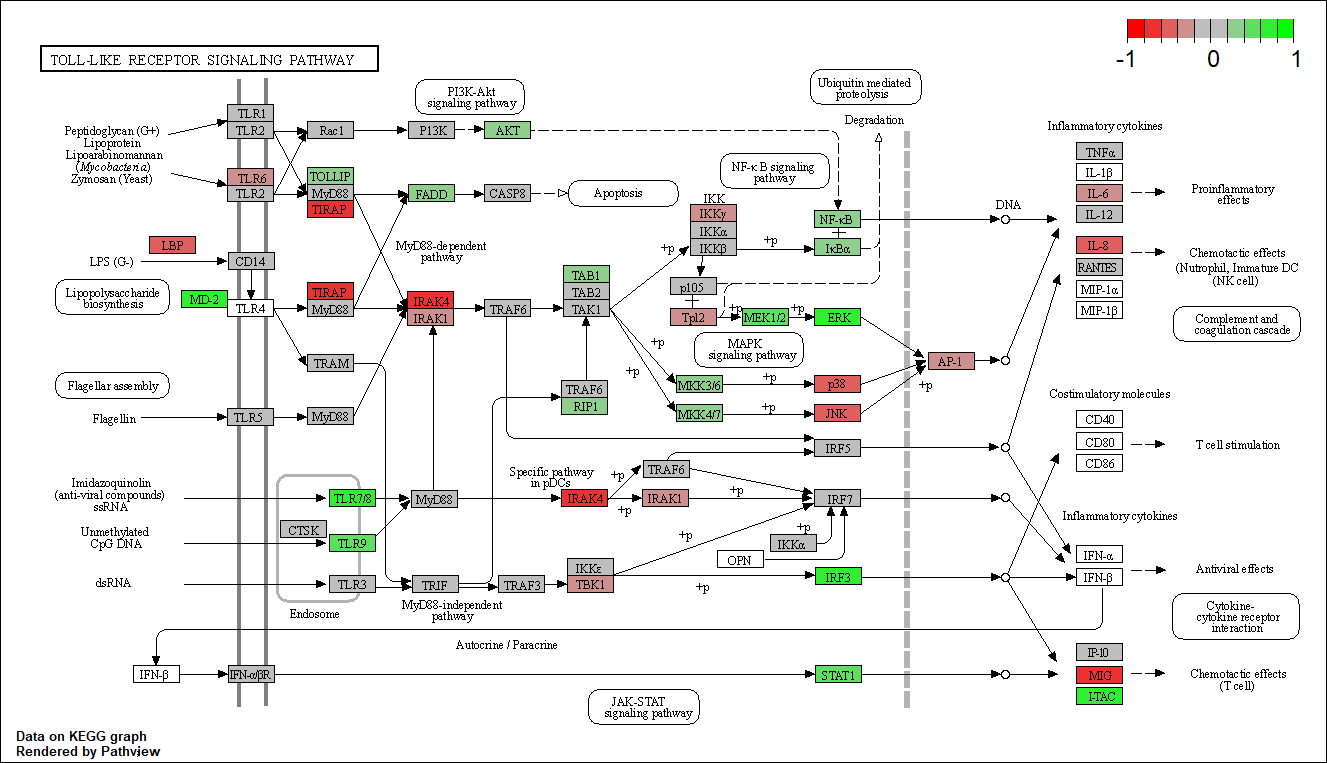 -1 0 1
TOLL-LIKE RECEPTOR SIGNALING PATHWAY
PI3K-Akt
signaling pathway
Ubiquitin mediated
proteolysis
Degradation
Peptidoglycan (G+)
Lipoprotein
Lipoarabinomannan
(Mycobacteria)
Zymosan (Yeast)
TLR1
TLR2
Rac1
P13K
AKT
TLR6
TLR2
TOLLIP
MyD88
TIRAP
FADD
CASP8
Apoptosis
NF-κB signaling
pathway
IKK
IKKγ
IKKα
IKKβ
+p
+p
NF-κB
IκBα
DNA
Inflammatory cytokines
TNFα
IL-1β
IL-6
IL-12
Proinflammatory
effects
IL-8
RANTES
MIP-1α
MIP-1β
Chemotactic effects
(Nutrophil, Immature DC
(NK cell)
Complement and
coagulation cascade
LBP
LPS (G-)
CD14
MyD88-dependent
pathway
Lipopolysaccharide
biosynthesis
MD-2
TLR4
TIRAP
MyD88
IRAK4
IRAK1
TRAF6
TAB1
TAB2
TAK1
p105
Tpl2
+p
MEK1/2
+p
ERK
MAPK
signaling pathway
AP-1
+p
TRAM
+p
+p
MKK3/6
+p
p38
MKK4/7
+p
JNK
Flagellar assembly
Flagellin
TLR5
MyD88
TRAF6
RIP1
IRF5
Costimulatory molecules
CD40
CD80
CD86
T cell stimulation
Imidazoquinolin
(anti-viral compounds)
ssRNA
TLR7/8
MyD88
Specific pathway
in pDCs
IRAK4
+p
+p
TRAF6
IRAK1
+p
IRF7
Unmethylated
CpG DNA
CTSK
TLR9
+p
IKKα
+p
OPN
Inflammatory cytokines
IFN-α
IFN-β
Antiviral effects
dsRNA
TLR3
TRIF
TRAF3
IKKε
TBK1
+p
IRF3
Endosome
MyD88-independent
pathway
Cytokine-
cytokine receptor
interaction
Autocrine / Paracrine
IFN-β
IFN-α/βR
STAT1
IP-10
MIG
I-TAC
Chemotactic effects
(T cell)
JAK-STAT
signaling pathway
Data on KEGG graph
Rendered by Pathview